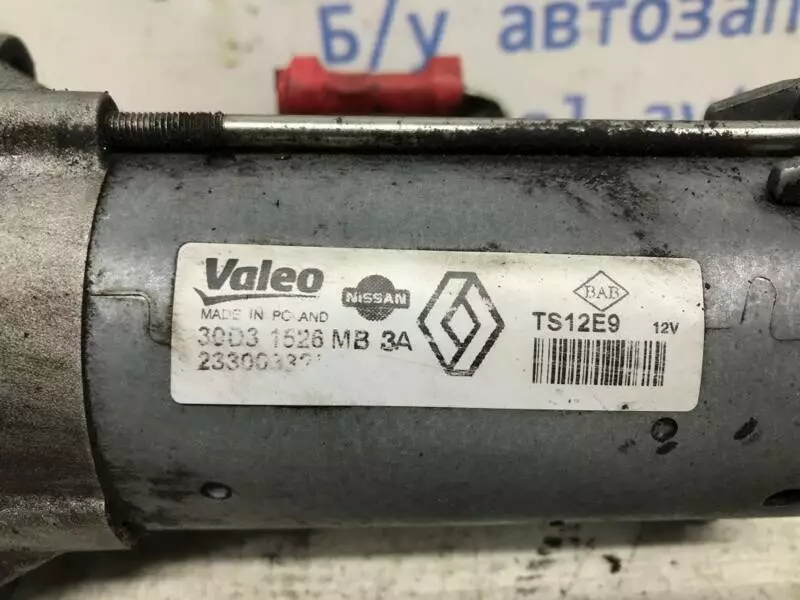 Б/у автозап
Valeo
MADE IN POLAND
NISSAN
BAB
TS12E9 12V
30D3 1526 MB 3A